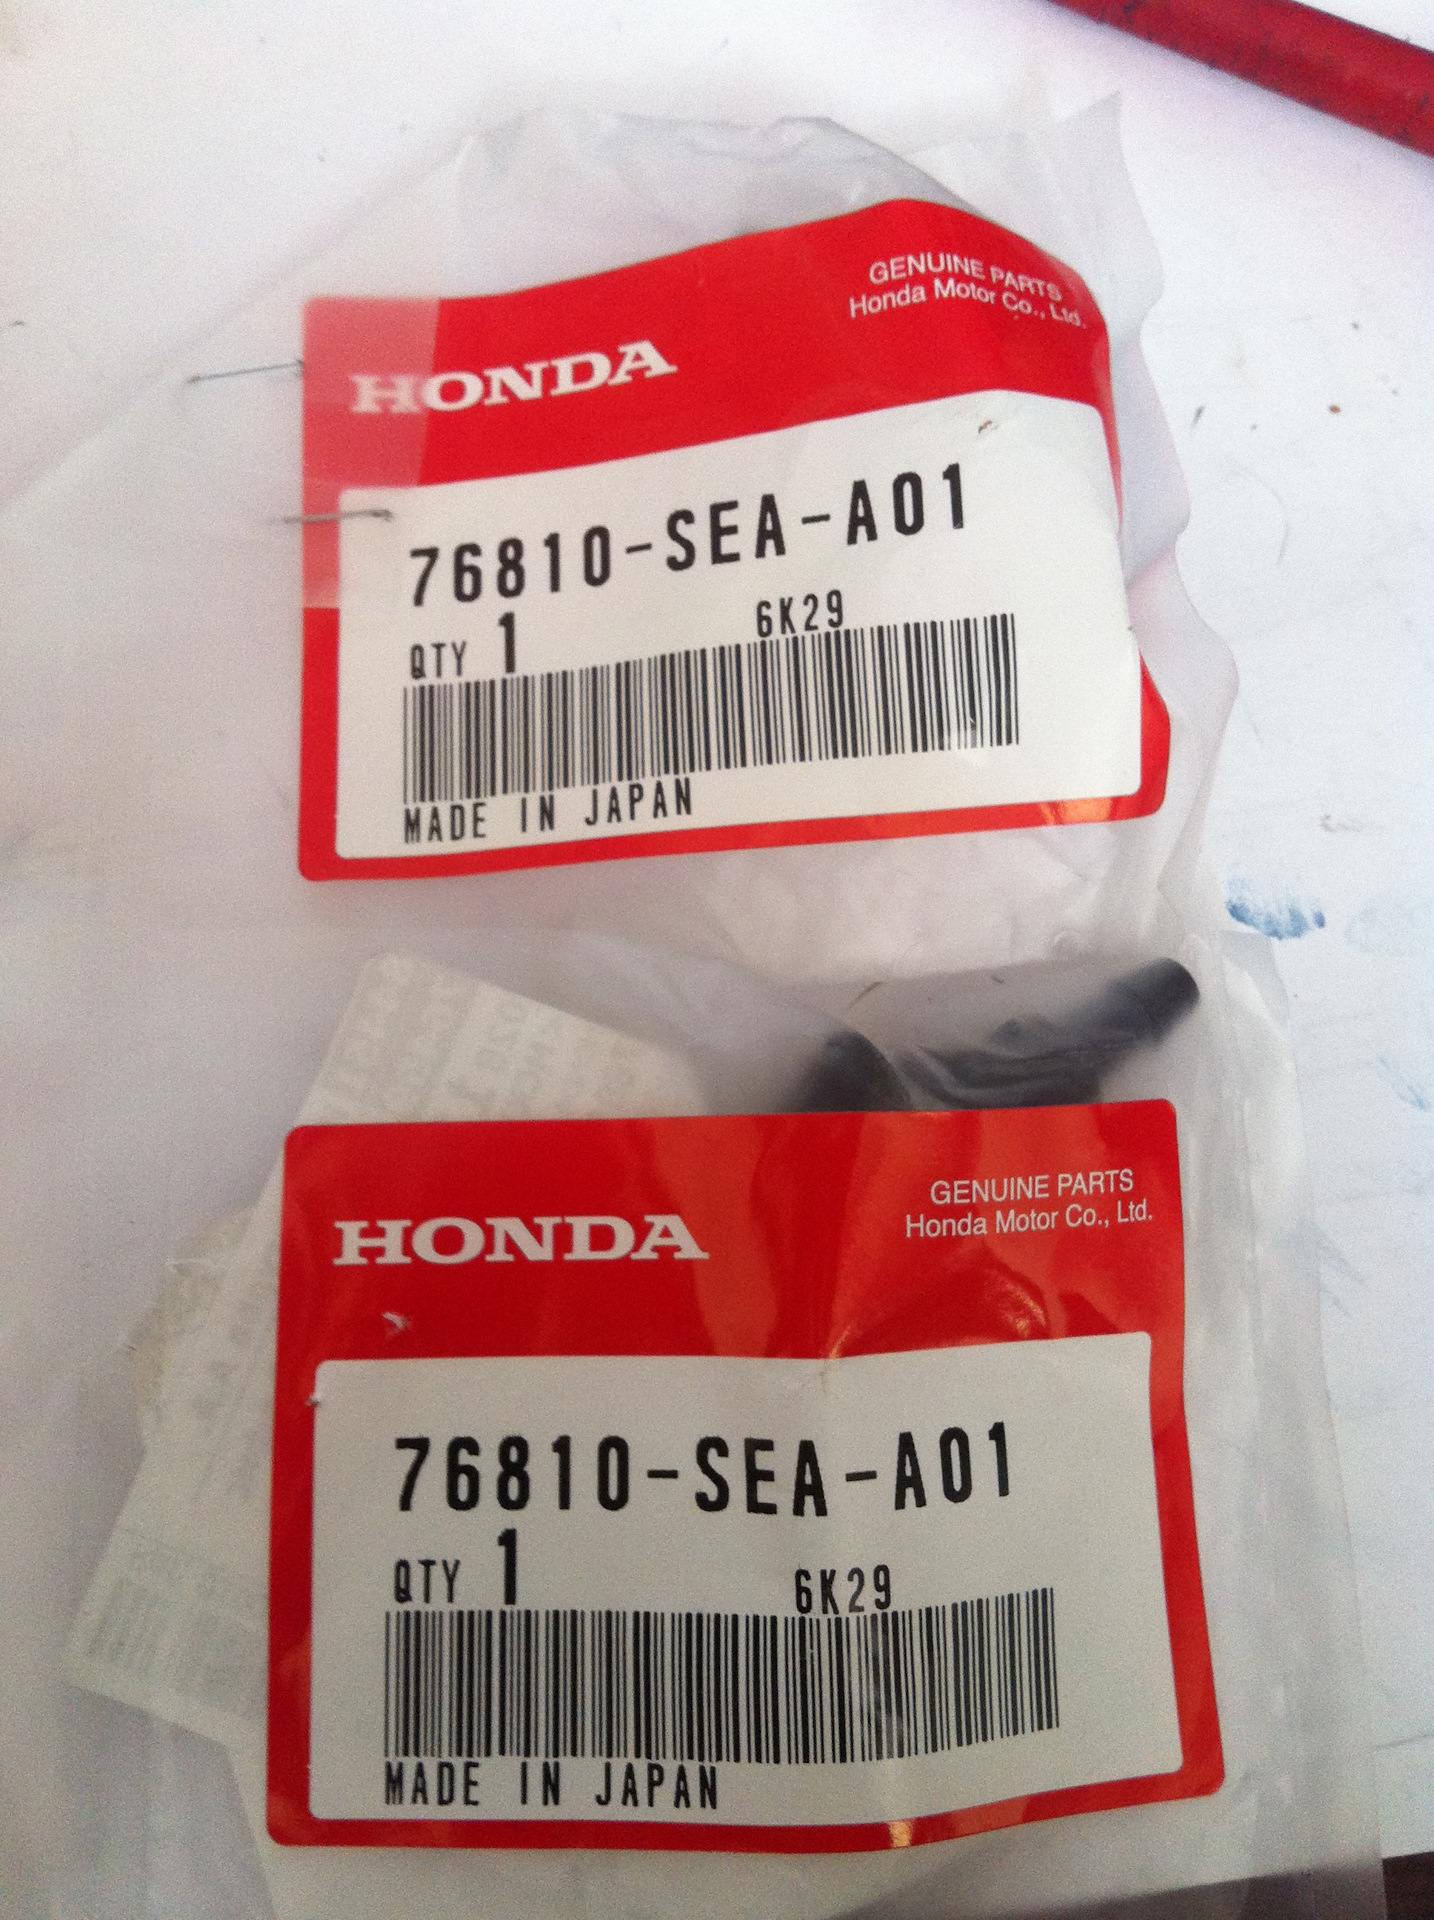 GENUINE PARTS
Honda Motor Co., Ltd.
HONDA
76810-SEA-A01
QTY 1 6K29
MADE IN JAPAN
GENUINE PARTS
Honda Motor Co., Ltd.
HONDA
76810-SEA-A01
QTY 1 6K29
MADE IN JAPAN